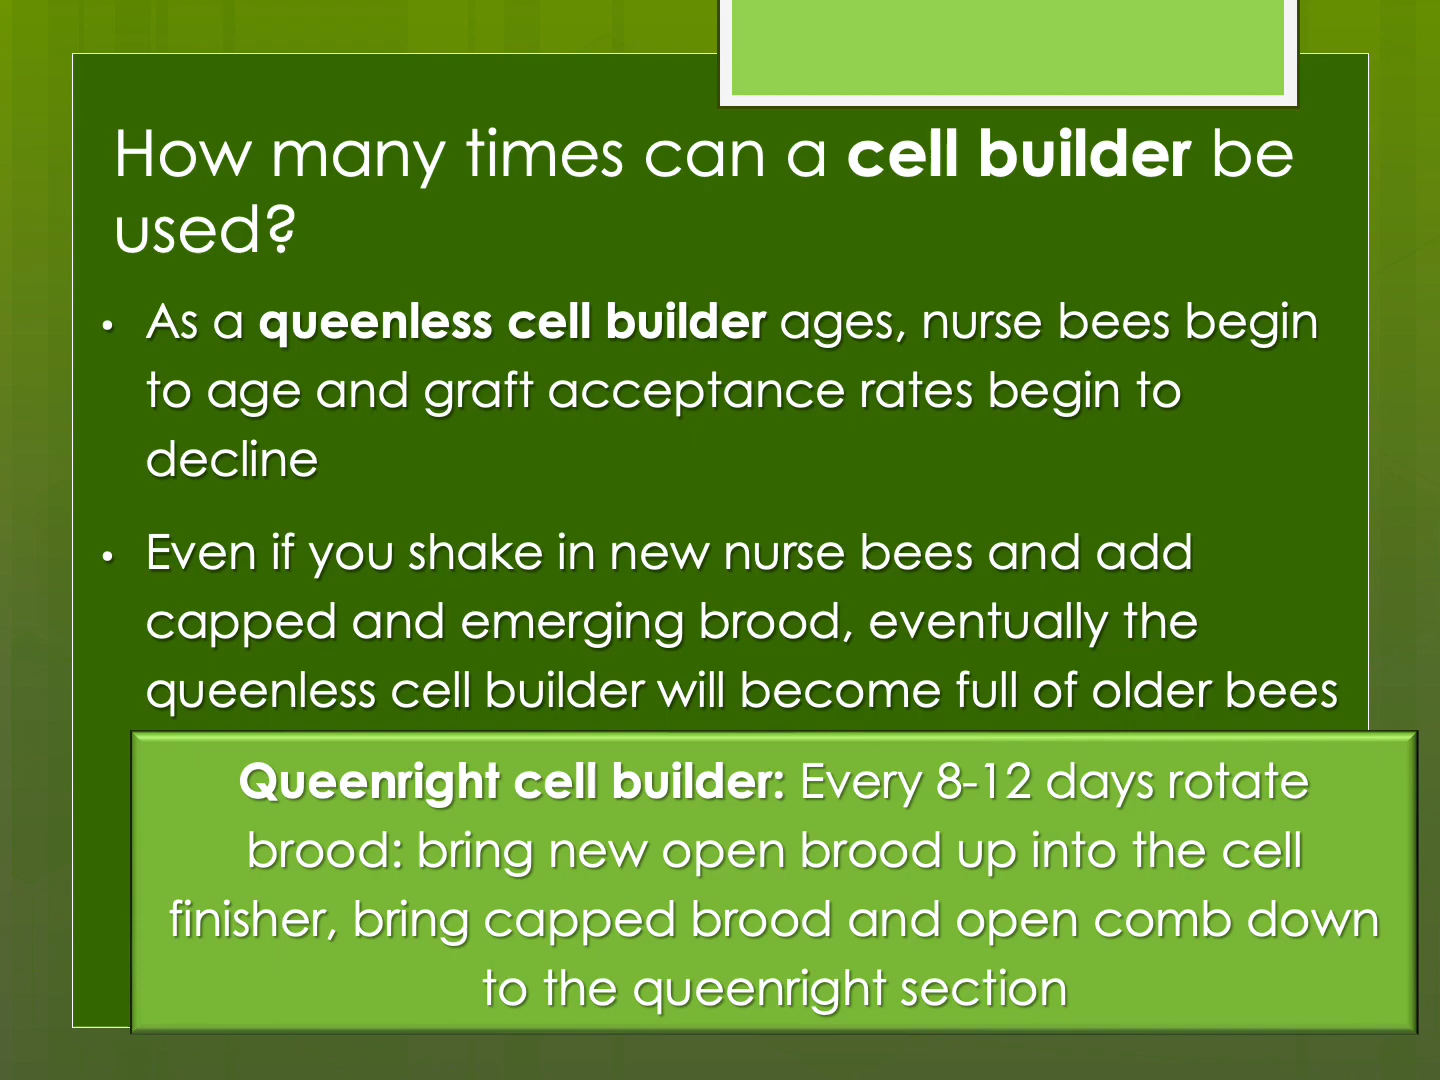 How many times can a cell builder be
used?
• As a queenless cell builder ages, nurse bees begin
to age and graft acceptance rates begin to
decline
• Even if you shake in new nurse bees and add
capped and emerging brood, eventually the
queenless cell builder will become full of older bees
Queenright cell builder: Every 8-12 days rotate
brood: bring new open brood up into the cell
finisher, bring capped brood and open comb down
to the queenright section